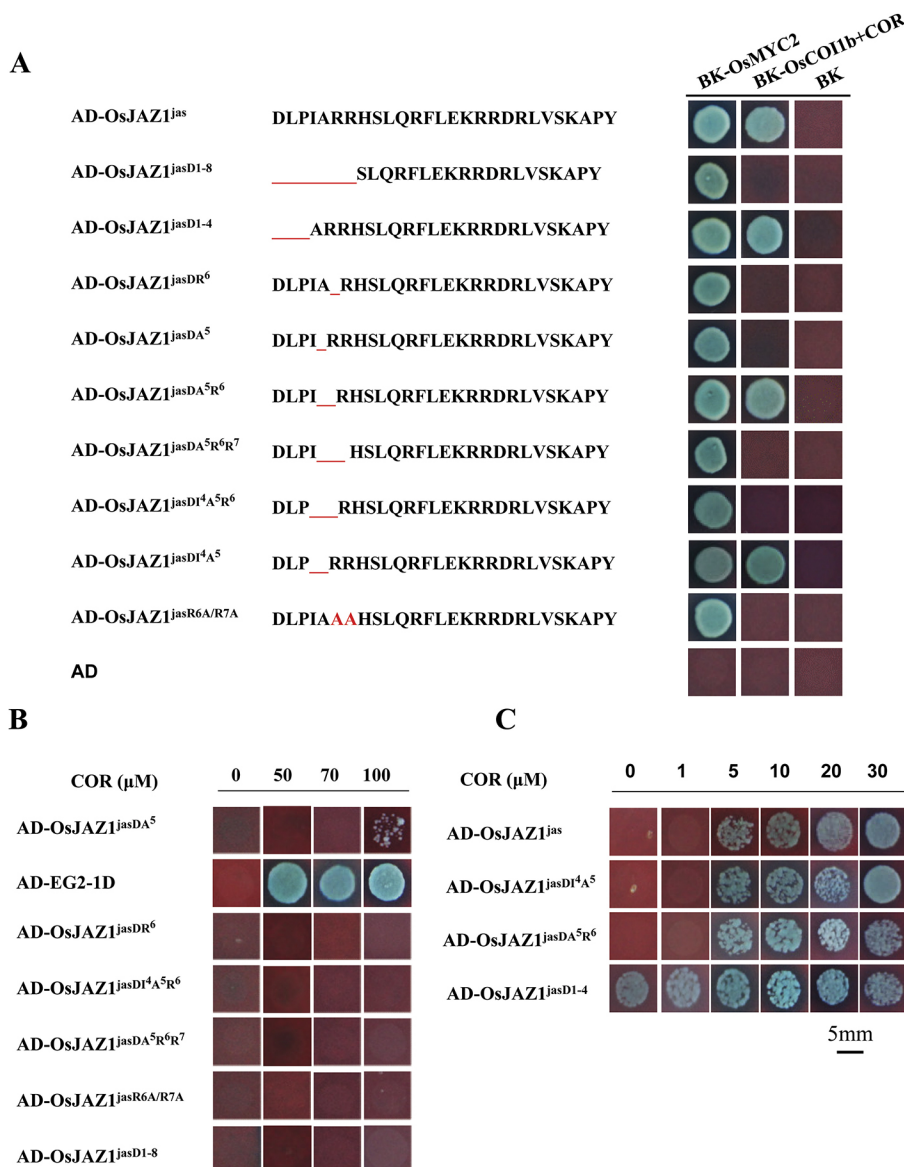 A
BK-OsMYC2 BK-OsCOI1b+COR BK
AD-OsJAZ1jas DLPIARRHSLQRFLEKRRDRLVSKAPY
AD-OsJAZ1jasD1-8 ________SLQRFLEKRRDRLVSKAPY
AD-OsJAZ1jasD1-4 ____ARRHSLQRFLEKRRDRLVSKAPY
AD-OsJAZ1jasDR6 DLPIA_RHSLQRFLEKRRDRLVSKAPY
AD-OsJAZ1jasDA5 DLPI_RRHSLQRFLEKRRDRLVSKAPY
AD-OsJAZ1jasDA5R6 DLPI__RHSLQRFLEKRRDRLVSKAPY
AD-OsJAZ1jasDA5R6R7 DLPI___ HSLQRFLEKRRDRLVSKAPY
AD-OsJAZ1jasDI4A5R6 DLP___RHSLQRFLEKRRDRLVSKAPY
AD-OsJAZ1jasDI4A5 DLP__RRHSLQRFLEKRRDRLVSKAPY
AD-OsJAZ1jasR6A/R7A DLPIAAAHSLQRFLEKRRDRLVSKAPY
AD
B
COR (µM) 0 50 70 100
AD-OsJAZ1jasDA5
AD-EG2-1D
AD-OsJAZ1jasDR6
AD-OsJAZ1jasDI4A5R6
AD-OsJAZ1jasDA5R6R7
AD-OsJAZ1jasR6A/R7A
AD-OsJAZ1jasD1-8
C
COR (µM) 0 1 5 10 20 30
AD-OsJAZ1jas
AD-OsJAZ1jasDI4A5
AD-OsJAZ1jasDA5R6
AD-OsJAZ1jasD1-4
5mm